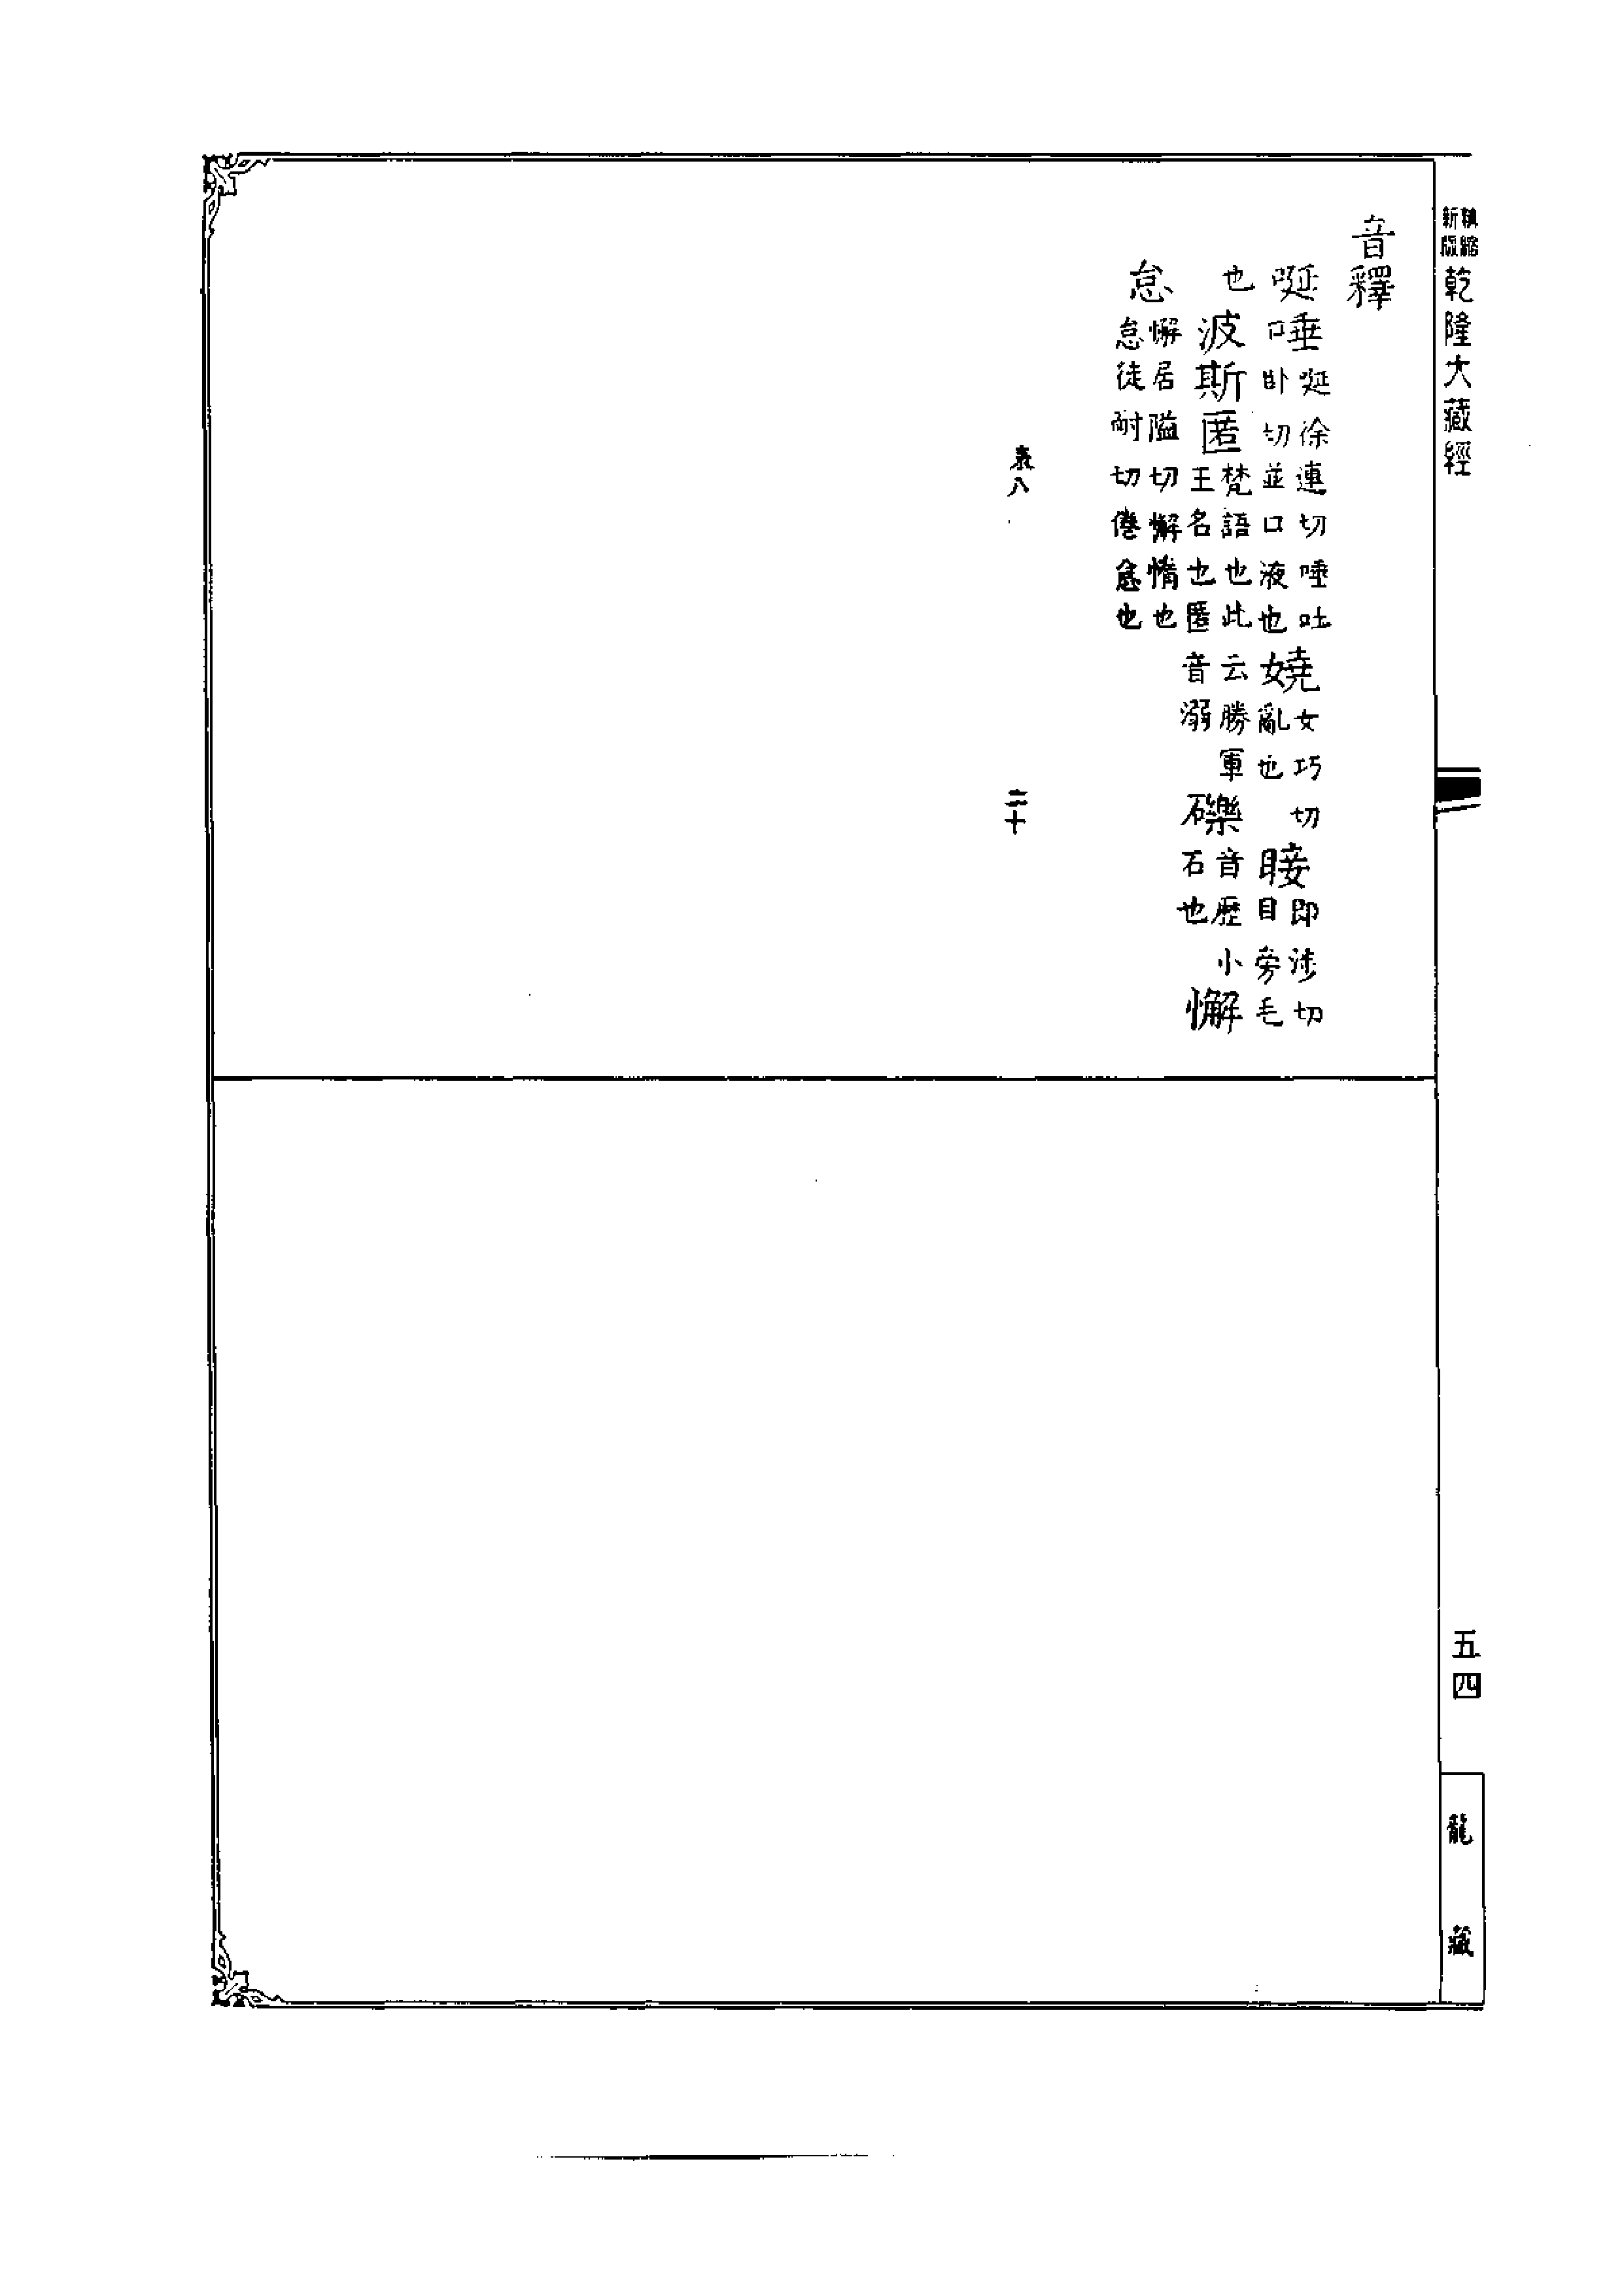 新版 縮
乾隆大藏經
音釋
唌唾 唌徐連切唾吐
口卧切並口液也 嬈 女巧切
亂也 睫 即涉切
目旁毛
也 波斯匿 梵語也此云勝軍
王名也匿音溺 礫 音歷小
石也 懈
怠 懈居隘切懈惰也
怠徒耐切倦怠也
表八
二十
五四
龍藏